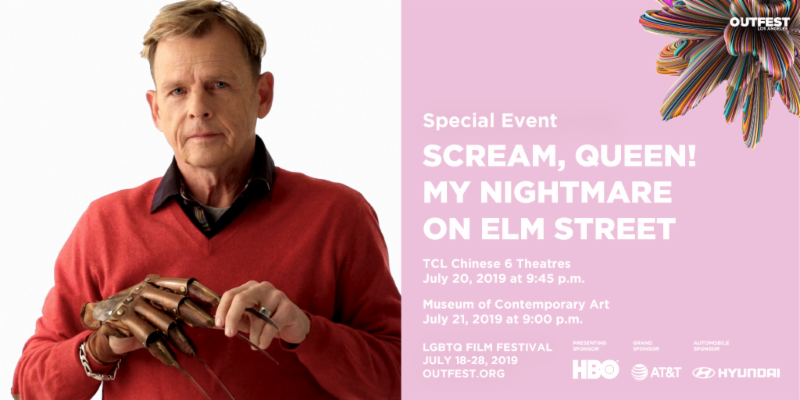 OUTFEST
LOS ANGELES
Special Event
SCREAM, QUEEN!
MY NIGHTMARE
ON ELM STREET
TCL Chinese 6 Theatres
July 20, 2019 at 9:45 p.m.
Museum of Contemporary Art
July 21, 2019 at 9:00 p.m.
LGBTQ FILM FESTIVAL
JULY 18-28, 2019
OUTFEST.ORG
PRESENTING
SPONSOR
HBO
GRAND
SPONSOR
AT&T
AUTOMOBILE
SPONSOR
HYUNDAI